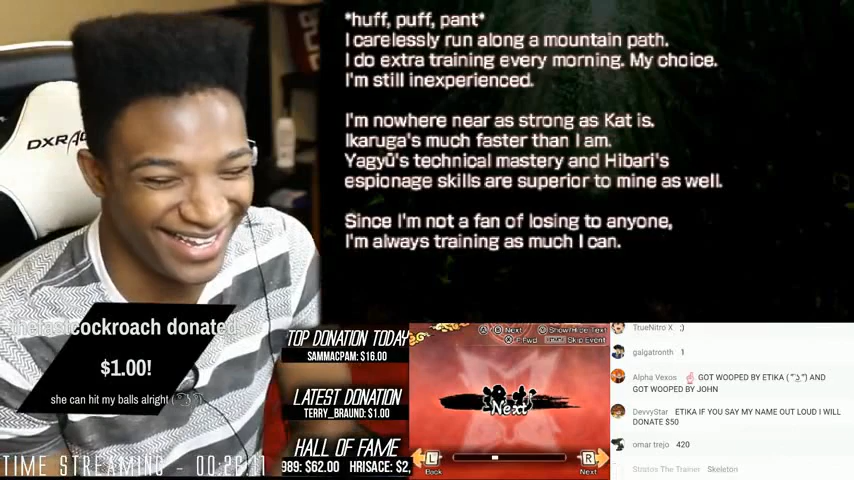 *huff, puff, pant*
I carelessly run along a mountain path.
I do extra training every morning. My choice.
I'm still inexperienced.
I'm nowhere near as strong as Kat is.
Ikaruga's much faster than I am.
Yagyū's technical mastery and Hibari's
espionage skills are superior to mine as well.
Since I'm not a fan of losing to anyone,
I'm always training as much I can.
DXRA
thelastcockroach donated
$1.00!
she can hit my balls alright ( ͡° ͜ʖ ͡°)
TOP DONATION TODAY
SAMMACPAM: $16.00
LATEST DONATION
TERRY_BRAUND: $1.00
HALL OF FAME
989: $62.00 HRISACE: $2,
TIME STREAMING - 00:26:11
Next
Show/Hide Text
F.Fwd
Skip Event
Next
L
Back
R
Next
TrueNitro X ;)
galgatronth 1
Alpha Vexos ☝ GOT WOOPED BY ETIKA ( ͡° ͜ʖ ͡°) AND
GOT WOOPED BY JOHN
DevvyStar ETIKA IF YOU SAY MY NAME OUT LOUD I WILL
DONATE $50
omar trejo 420
Stratos The Trainer Skeleton